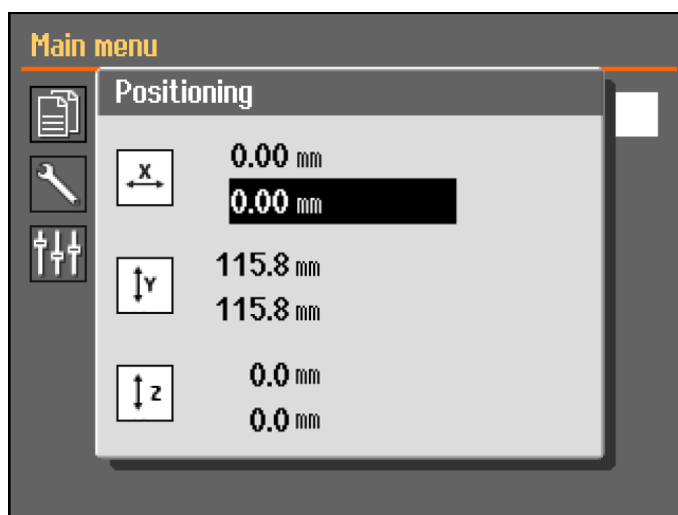 Main menu
Positioning
X
0.00 mm
0.00 mm
Y
115.8 mm
115.8 mm
Z
0.0 mm
0.0 mm